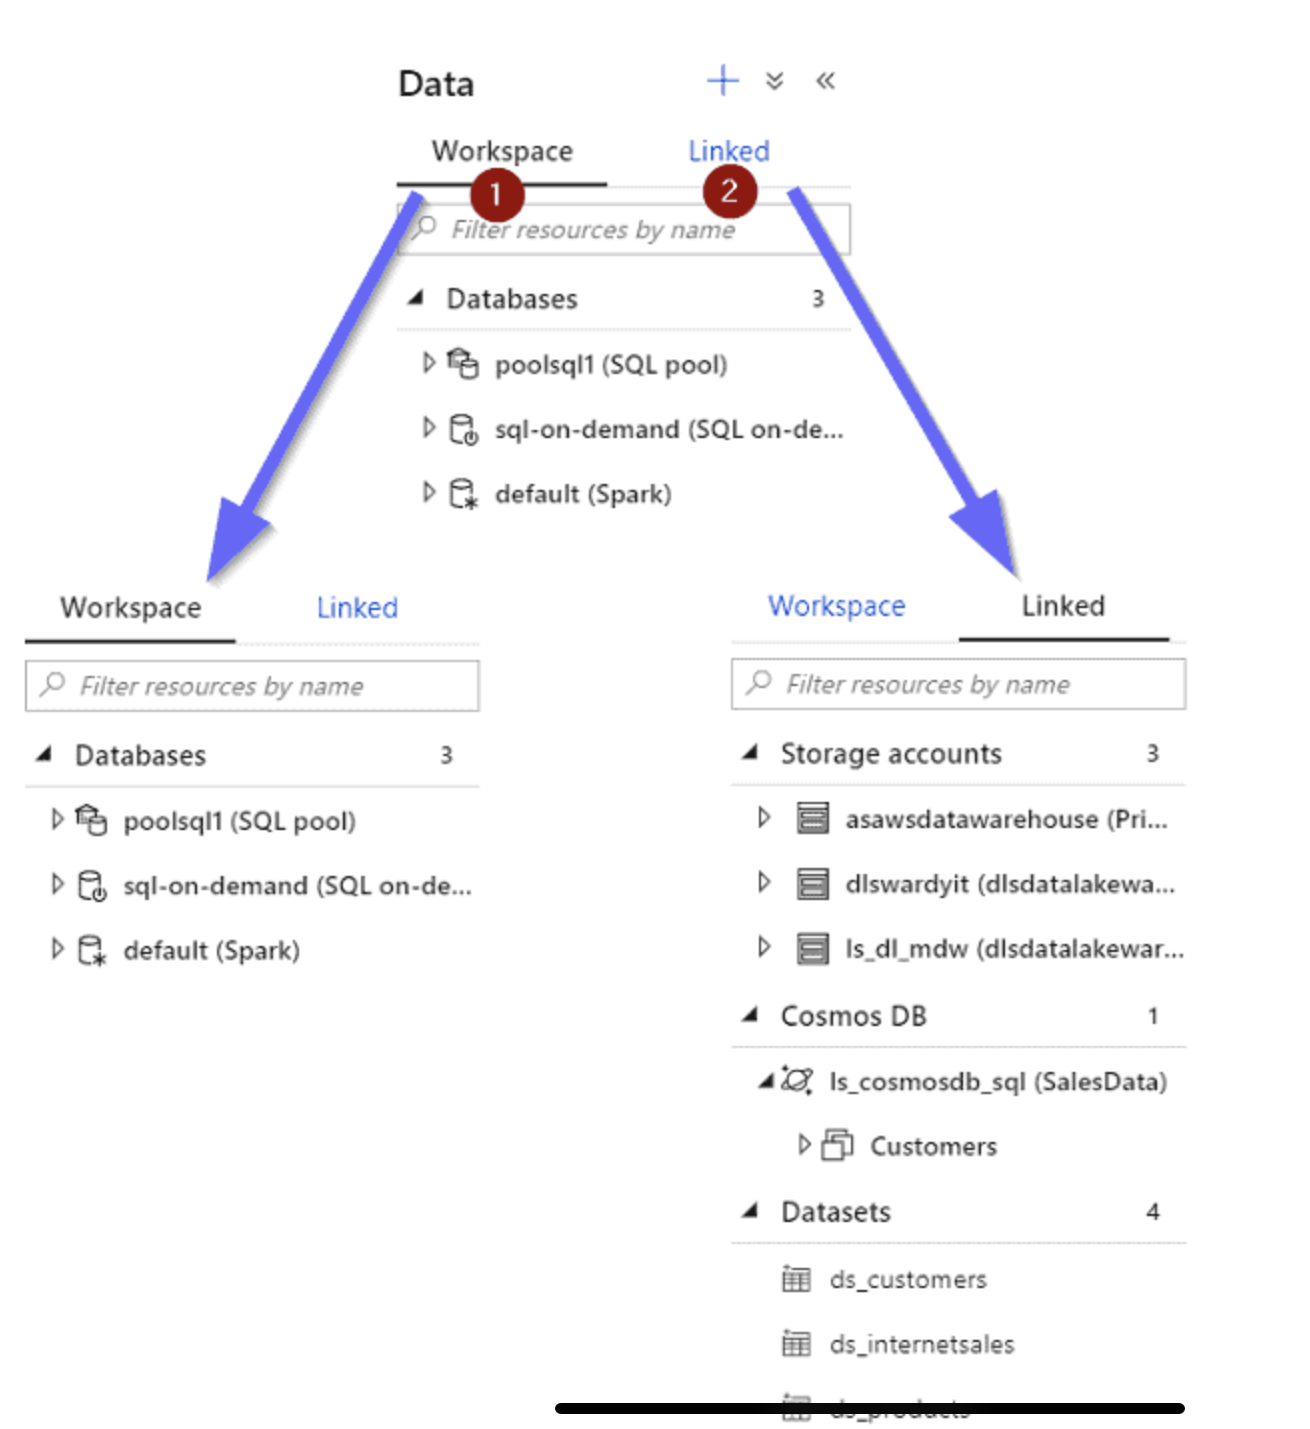 Data
Workspace
Linked
1
2
Filter resources by name
Databases 3
poolsql1 (SQL pool)
sql-on-demand (SQL on-de...
default (Spark)
Workspace
Linked
Filter resources by name
Databases 3
poolsql1 (SQL pool)
sql-on-demand (SQL on-de...
default (Spark)
Workspace
Linked
Filter resources by name
Storage accounts 3
asawsdatawarehouse (Pri...
dlswardyit (dlsdatalakewa...
ls_dl_mdw (dlsdatalakewar...
Cosmos DB 1
ls_cosmosdb_sql (SalesData)
Customers
Datasets 4
ds_customers
ds_internetsales
ds_products